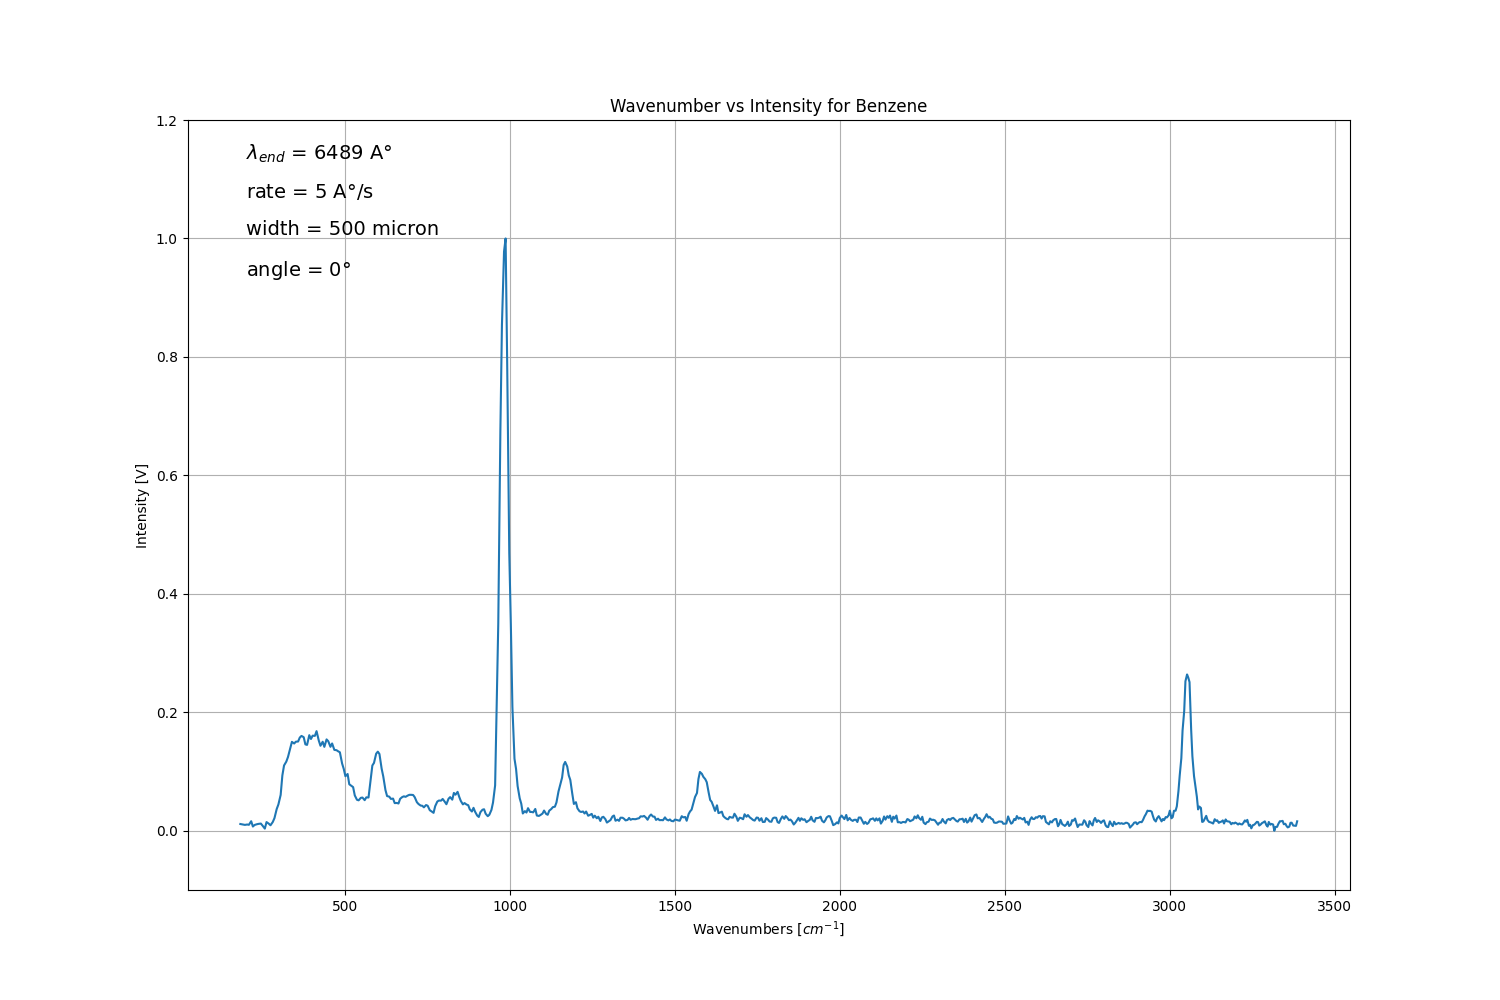 Wavenumber vs Intensity for Benzene
λend = 6489 A°
rate = 5 A°/s
width = 500 micron
angle = 0°
Intensity [V]
1.2
1.0
0.8
0.6
0.4
0.2
0.0
500 1000 1500 2000 2500 3000 3500
Wavenumbers [cm−1]